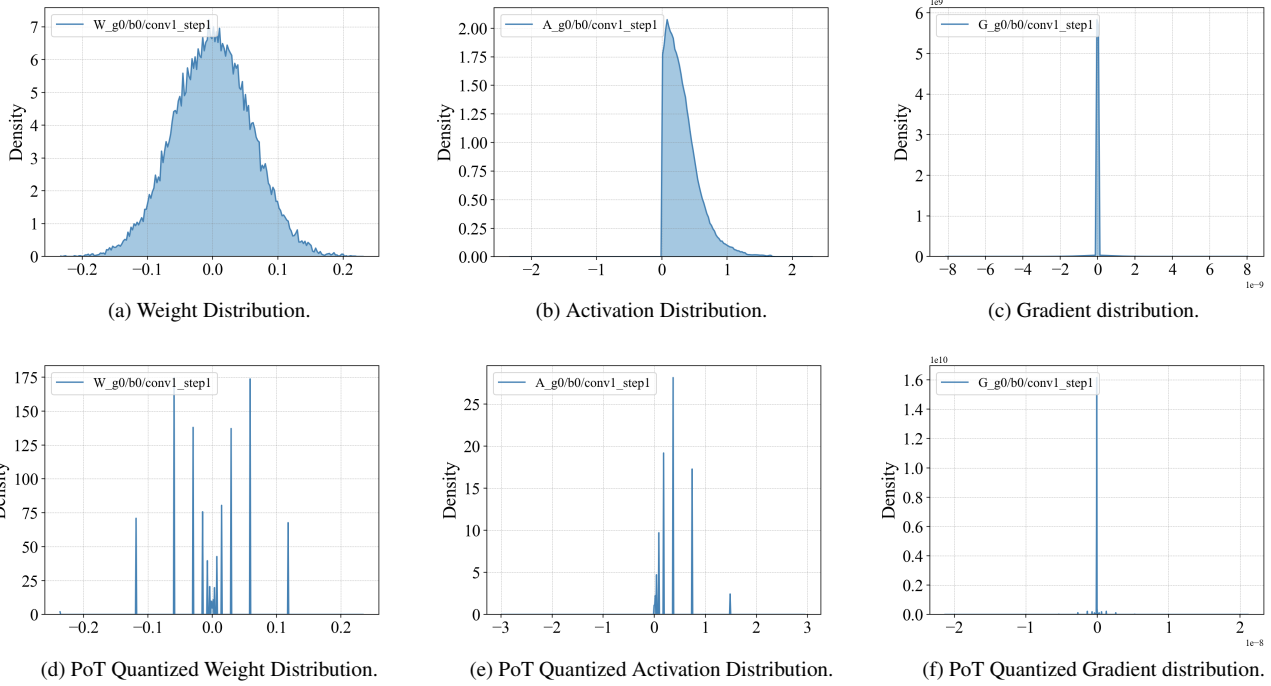 1e9
W_g0/b0/conv1_step1
A_g0/b0/conv1_step1
G_g0/b0/conv1_step1
Density
7
6
5
4
3
2
1
0
−0.2 −0.1 0.0 0.1 0.2
Density
2.00
1.75
1.50
1.25
1.00
0.75
0.50
0.25
0.00
−2 −1 0 1 2
Density
6
5
4
3
2
1
0
−8 −6 −4 −2 0 2 4 6 8
1e−9
(a) Weight Distribution.
(b) Activation Distribution.
(c) Gradient distribution.
1e10
W_g0/b0/conv1_step1
A_g0/b0/conv1_step1
G_g0/b0/conv1_step1
Density
175
150
125
100
75
50
25
0
−0.2 −0.1 0.0 0.1 0.2
Density
25
20
15
10
5
0
−3 −2 −1 0 1 2 3
Density
1.6
1.4
1.2
1.0
0.8
0.6
0.4
0.2
0.0
−2 −1 0 1 2
1e−8
(d) PoT Quantized Weight Distribution.
(e) PoT Quantized Activation Distribution.
(f) PoT Quantized Gradient distribution.